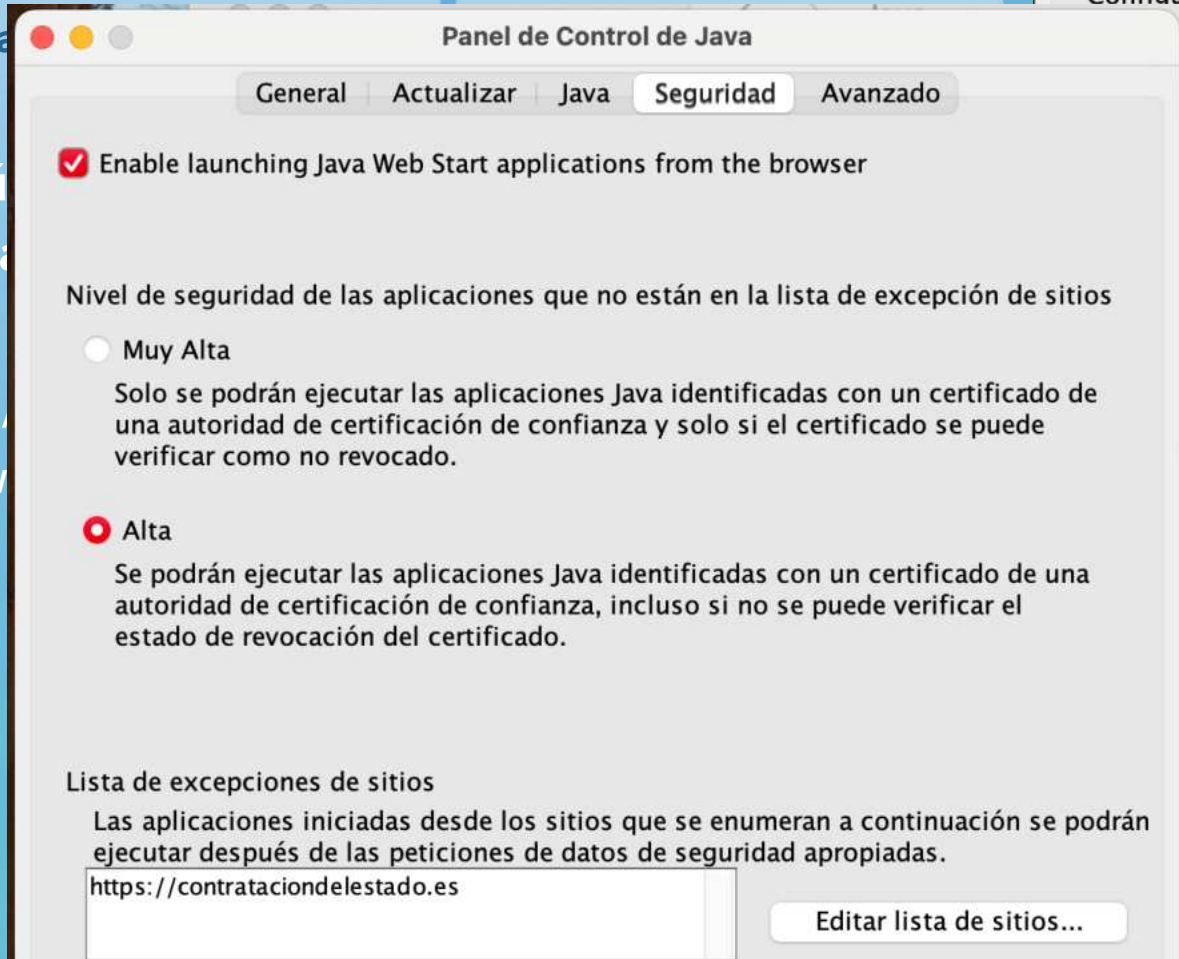 Panel de Control de Java
General Actualizar Java Seguridad Avanzado
Enable launching Java Web Start applications from the browser
Nivel de seguridad de las aplicaciones que no están en la lista de excepción de sitios
Muy Alta
Solo se podrán ejecutar las aplicaciones Java identificadas con un certificado de
una autoridad de certificación de confianza y solo si el certificado se puede
verificar como no revocado.
Alta
Se podrán ejecutar las aplicaciones Java identificadas con un certificado de una
autoridad de certificación de confianza, incluso si no se puede verificar el
estado de revocación del certificado.
Lista de excepciones de sitios
Las aplicaciones iniciadas desde los sitios que se enumeran a continuación se podrán
ejecutar después de las peticiones de datos de seguridad apropiadas.
https://contrataciondelestado.es
Editar lista de sitios...